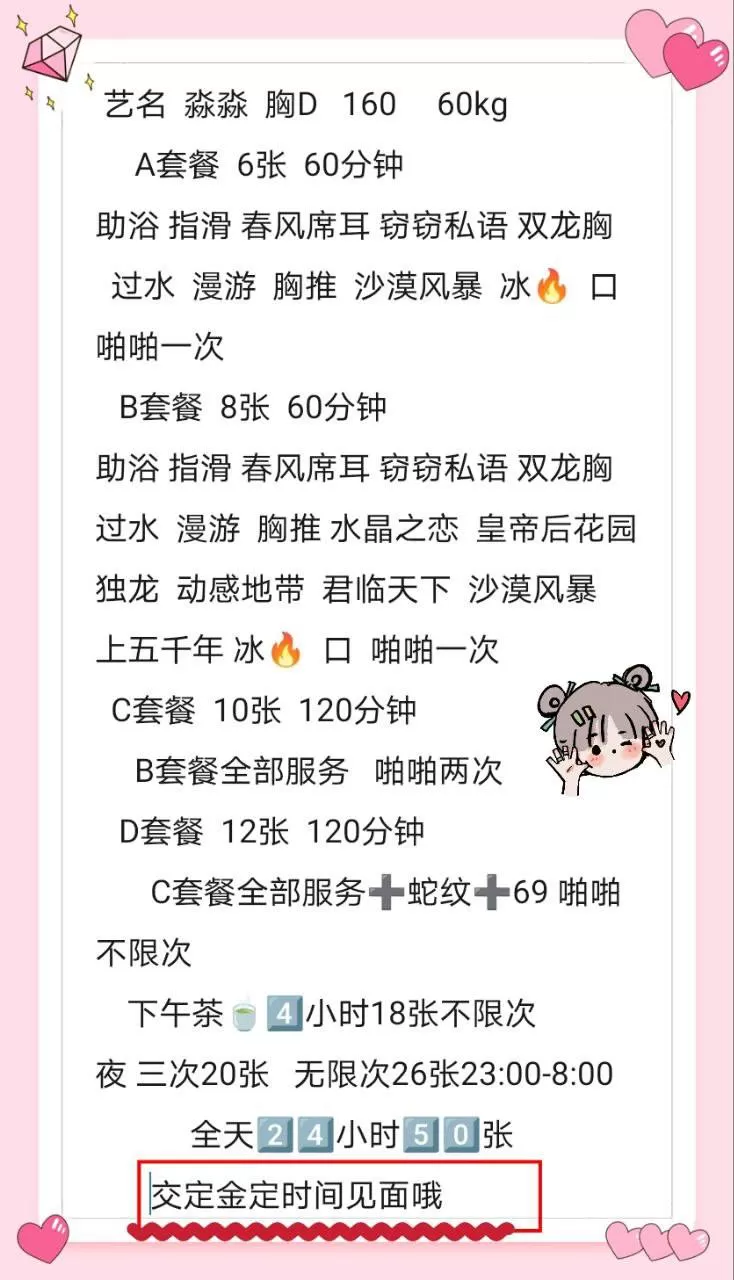 艺名 淼淼 胸D 160 60kg
A套餐 6张 60分钟
助浴 指滑 春风席耳 窃窃私语 双龙胸
过水 漫游 胸推 沙漠风暴 冰🔥 口
啪啪一次
B套餐 8张 60分钟
助浴 指滑 春风席耳 窃窃私语 双龙胸
过水 漫游 胸推 水晶之恋 皇帝后花园
独龙 动感地带 君临天下 沙漠风暴
上五千年 冰🔥 口 啪啪一次
C套餐 10张 120分钟
B套餐全部服务 啪啪两次
D套餐 12张 120分钟
C套餐全部服务➕蛇纹➕69 啪啪
不限次
下午茶🍵4️⃣小时18张不限次
夜 三次20张 无限次26张23:00-8:00
全天2️⃣4️⃣小时5️⃣0️⃣张
交定金定时间见面哦